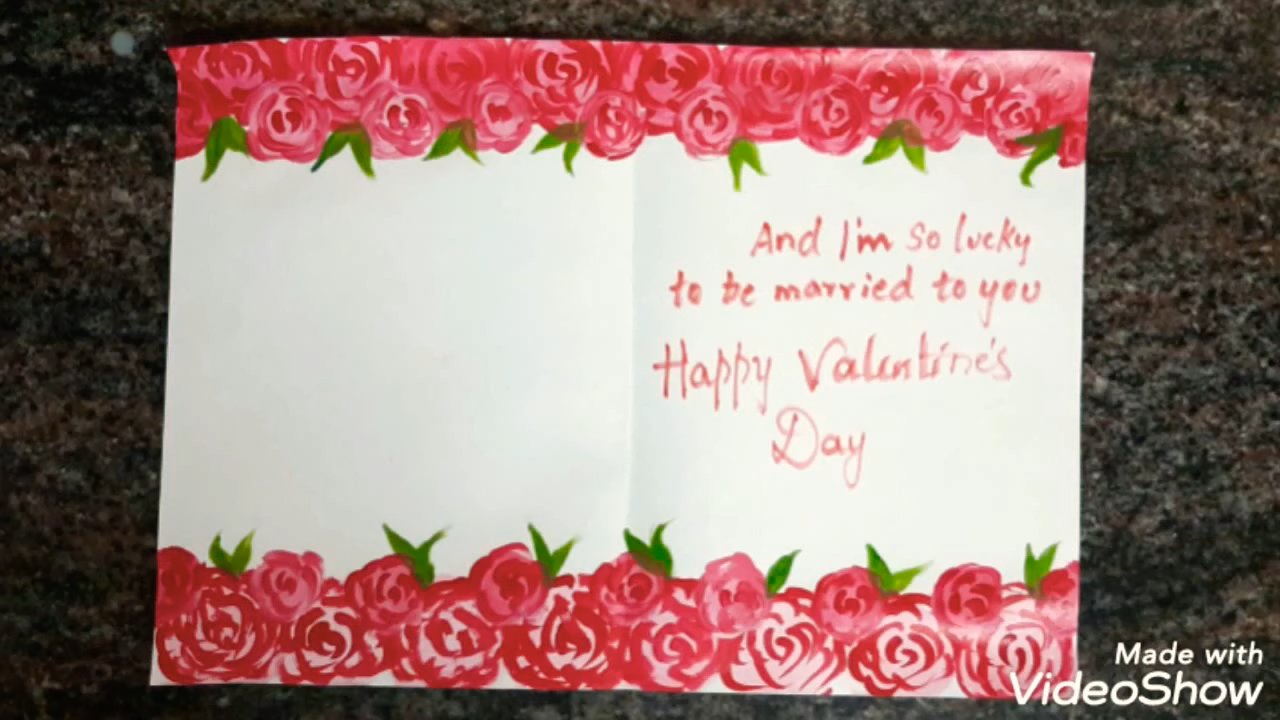 And I'm so lucky
to be married to you
Happy Valentine's
Day
Made with
VideoShow